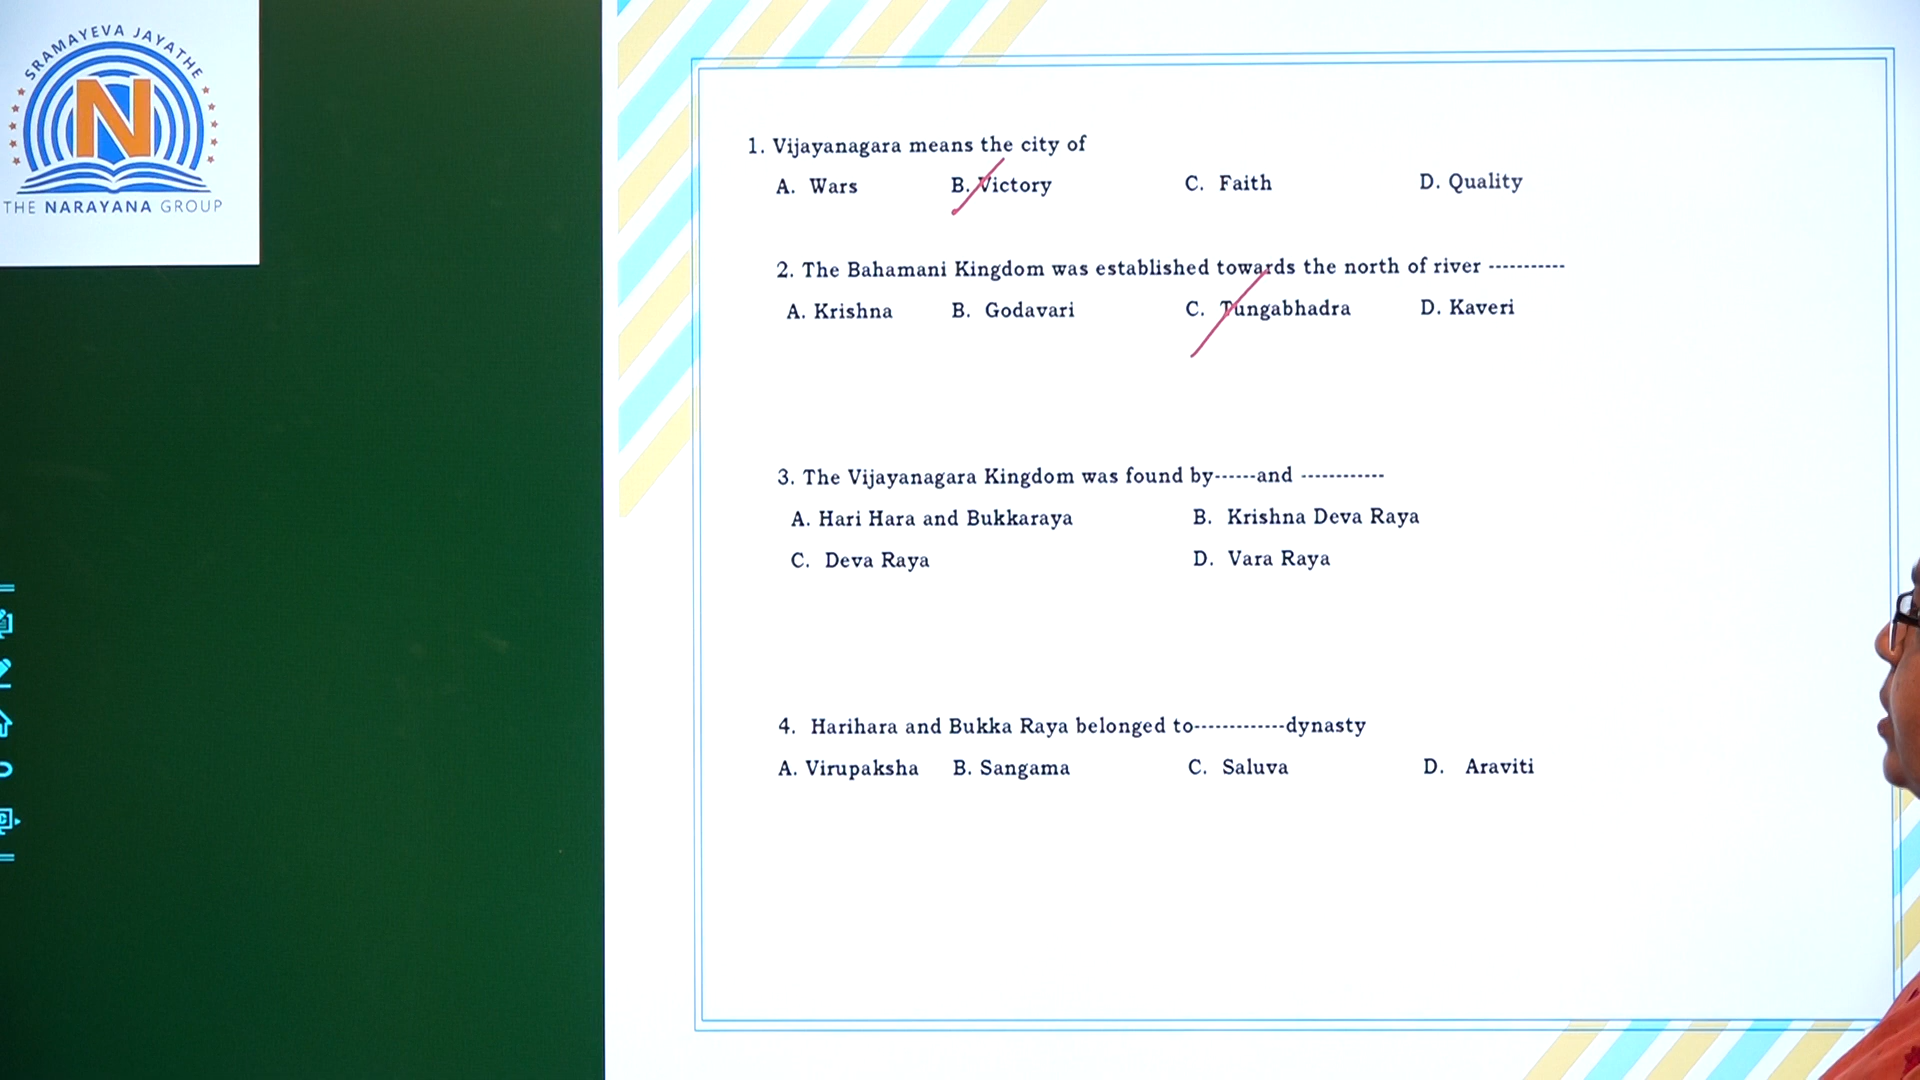 SRAMAYEVA JAYATHE
N
THE NARAYANA GROUP
1. Vijayanagara means the city of
A. Wars B. Victory C. Faith D. Quality
2. The Bahamani Kingdom was established towards the north of river -----------
A. Krishna B. Godavari C. Tungabhadra D. Kaveri
3. The Vijayanagara Kingdom was found by------and ------------
A. Hari Hara and Bukkaraya B. Krishna Deva Raya
C. Deva Raya D. Vara Raya
4. Harihara and Bukka Raya belonged to-------------dynasty
A. Virupaksha B. Sangama C. Saluva D. Araviti